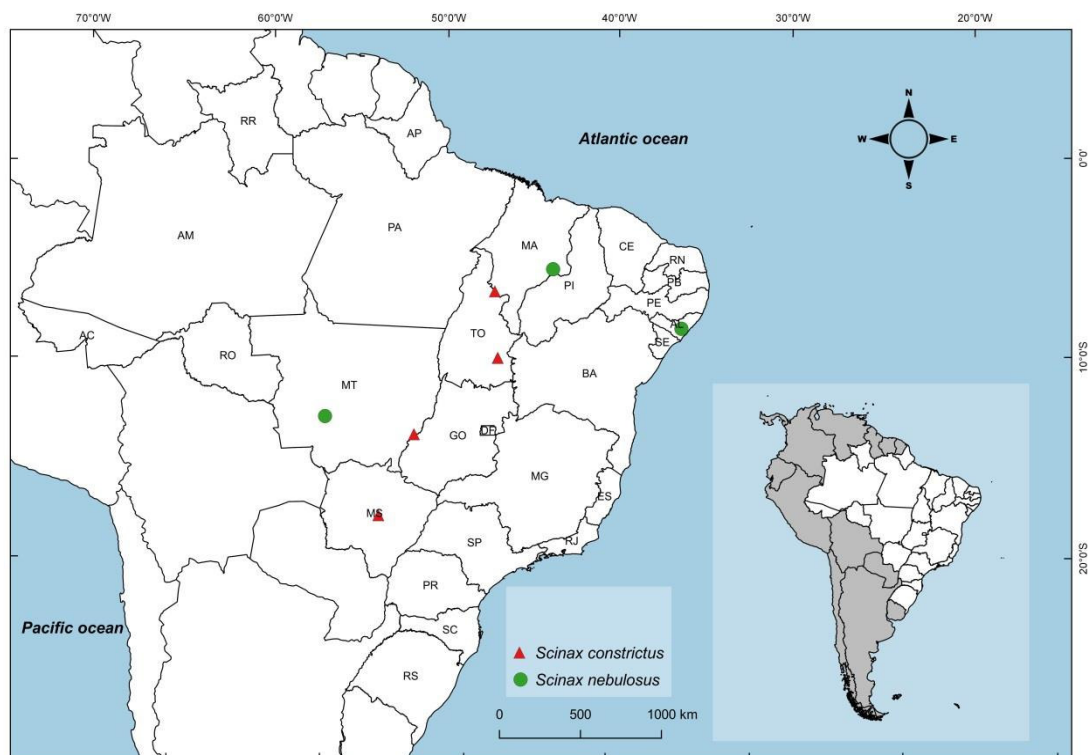 70°0'W 60°0'W 50°0'W 40°0'W 30°0'W 20°0'W
N
W E
S
Atlantic ocean
0°0'
10°S
20°0'S
RR
AP
AM
PA
MA
CE
RN
PB
PI
PE
AL
SE
AC
RO
TO
MT
BA
GO
DF
MG
ES
MS
SP
RJ
PR
SC
RS
Pacific ocean
Scinax constrictus
Scinax nebulosus
0 500 1000 km